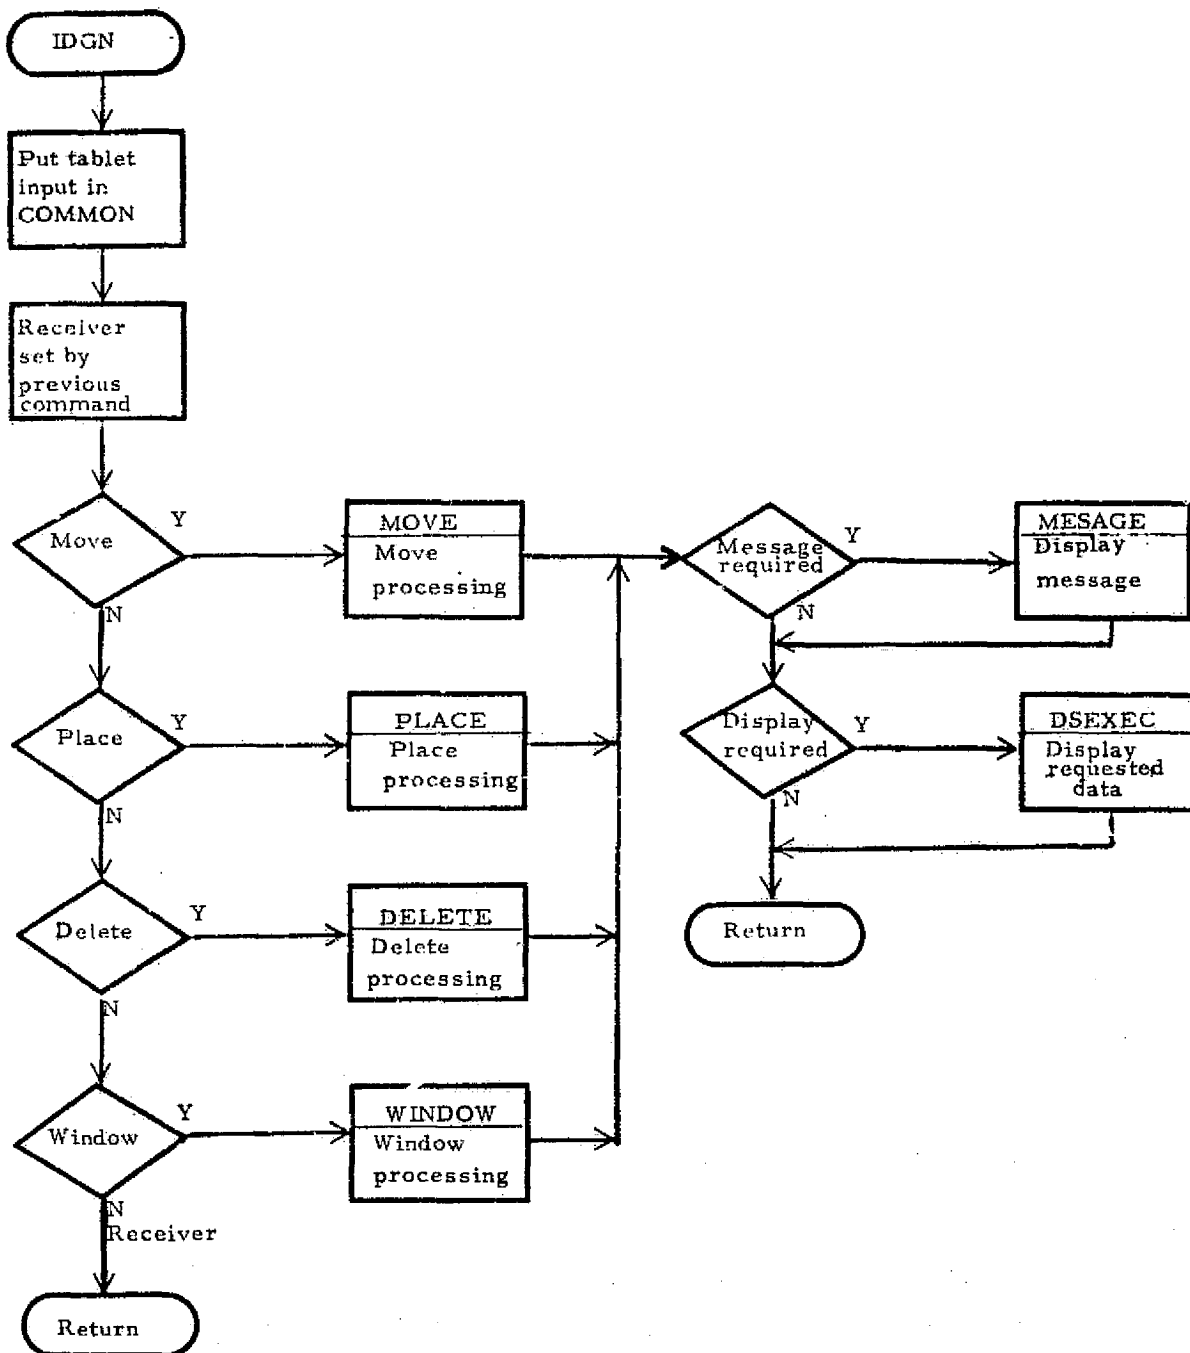 IDGN
Put tablet
input in
COMMON
Receiver
set by
previous
command
Move
Y
N
MOVE
Move
processing
Message
required
Y
N
MESAGE
Display
message
Place
Y
N
PLACE
Place
processing
Display
required
Y
N
DSEXEC
Display
requested
data
Delete
Y
N
DELETE
Delete
processing
Return
Window
Y
N
Receiver
WINDOW
Window
processing
Return